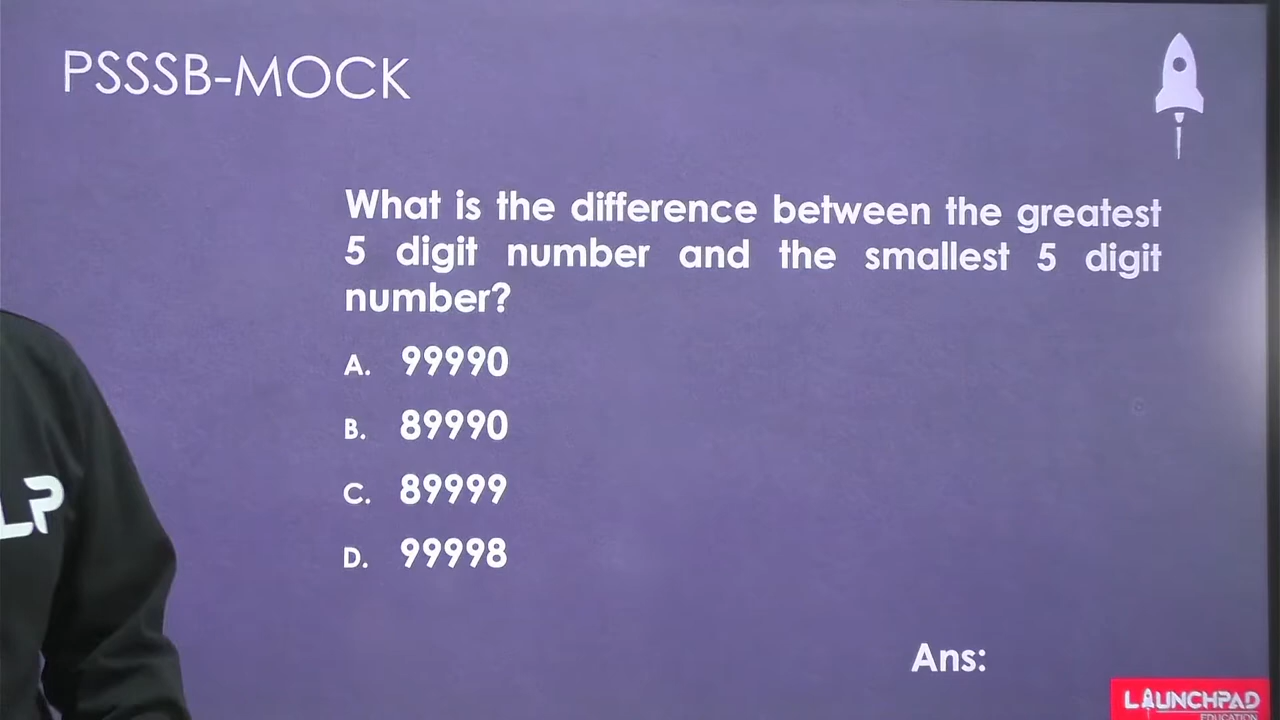 PSSSB-MOCK
What is the difference between the greatest
5 digit number and the smallest 5 digit
number?
A. 99990
B. 89990
C. 89999
D. 99998
LP
Ans:
LAUNCHPAD
EDUCATION